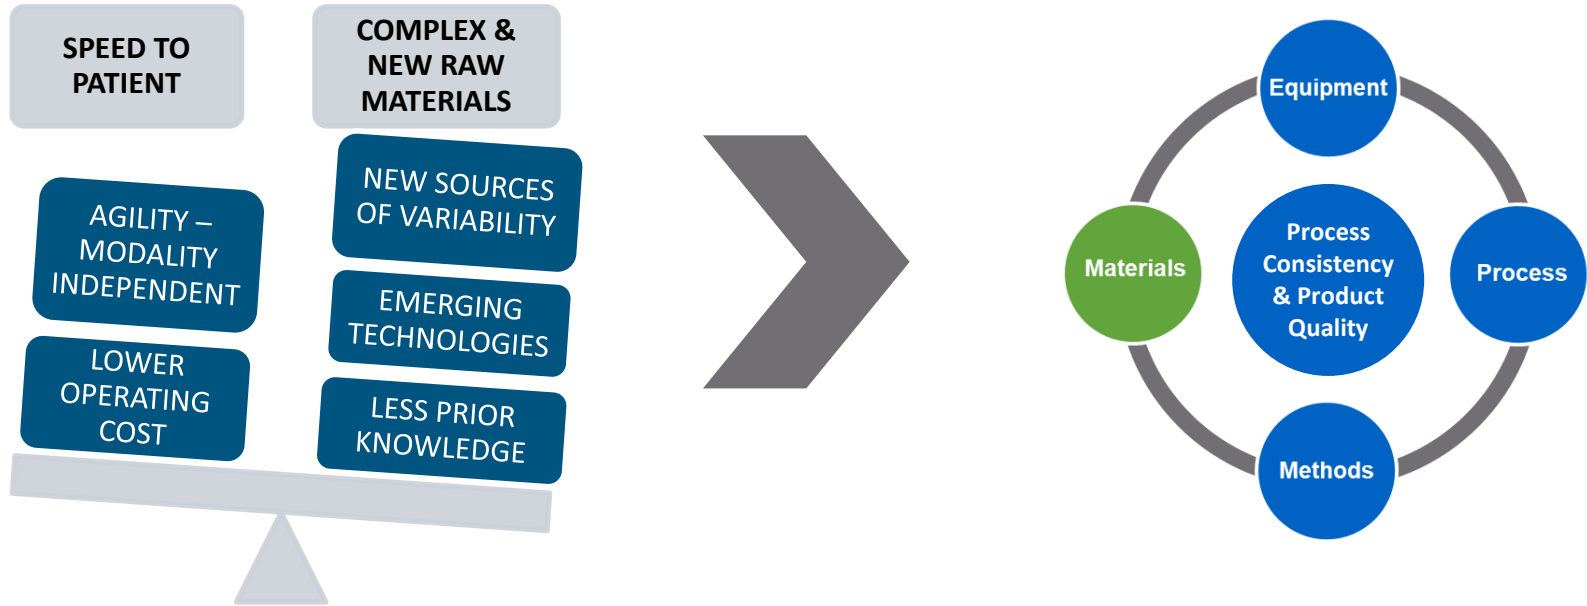 SPEED TO
PATIENT
COMPLEX &
NEW RAW
MATERIALS
AGILITY –
MODALITY
INDEPENDENT
LOWER
OPERATING
COST
NEW SOURCES
OF VARIABILITY
EMERGING
TECHNOLOGIES
LESS PRIOR
KNOWLEDGE
Equipment
Materials
Process
Consistency
& Product
Quality
Process
Methods